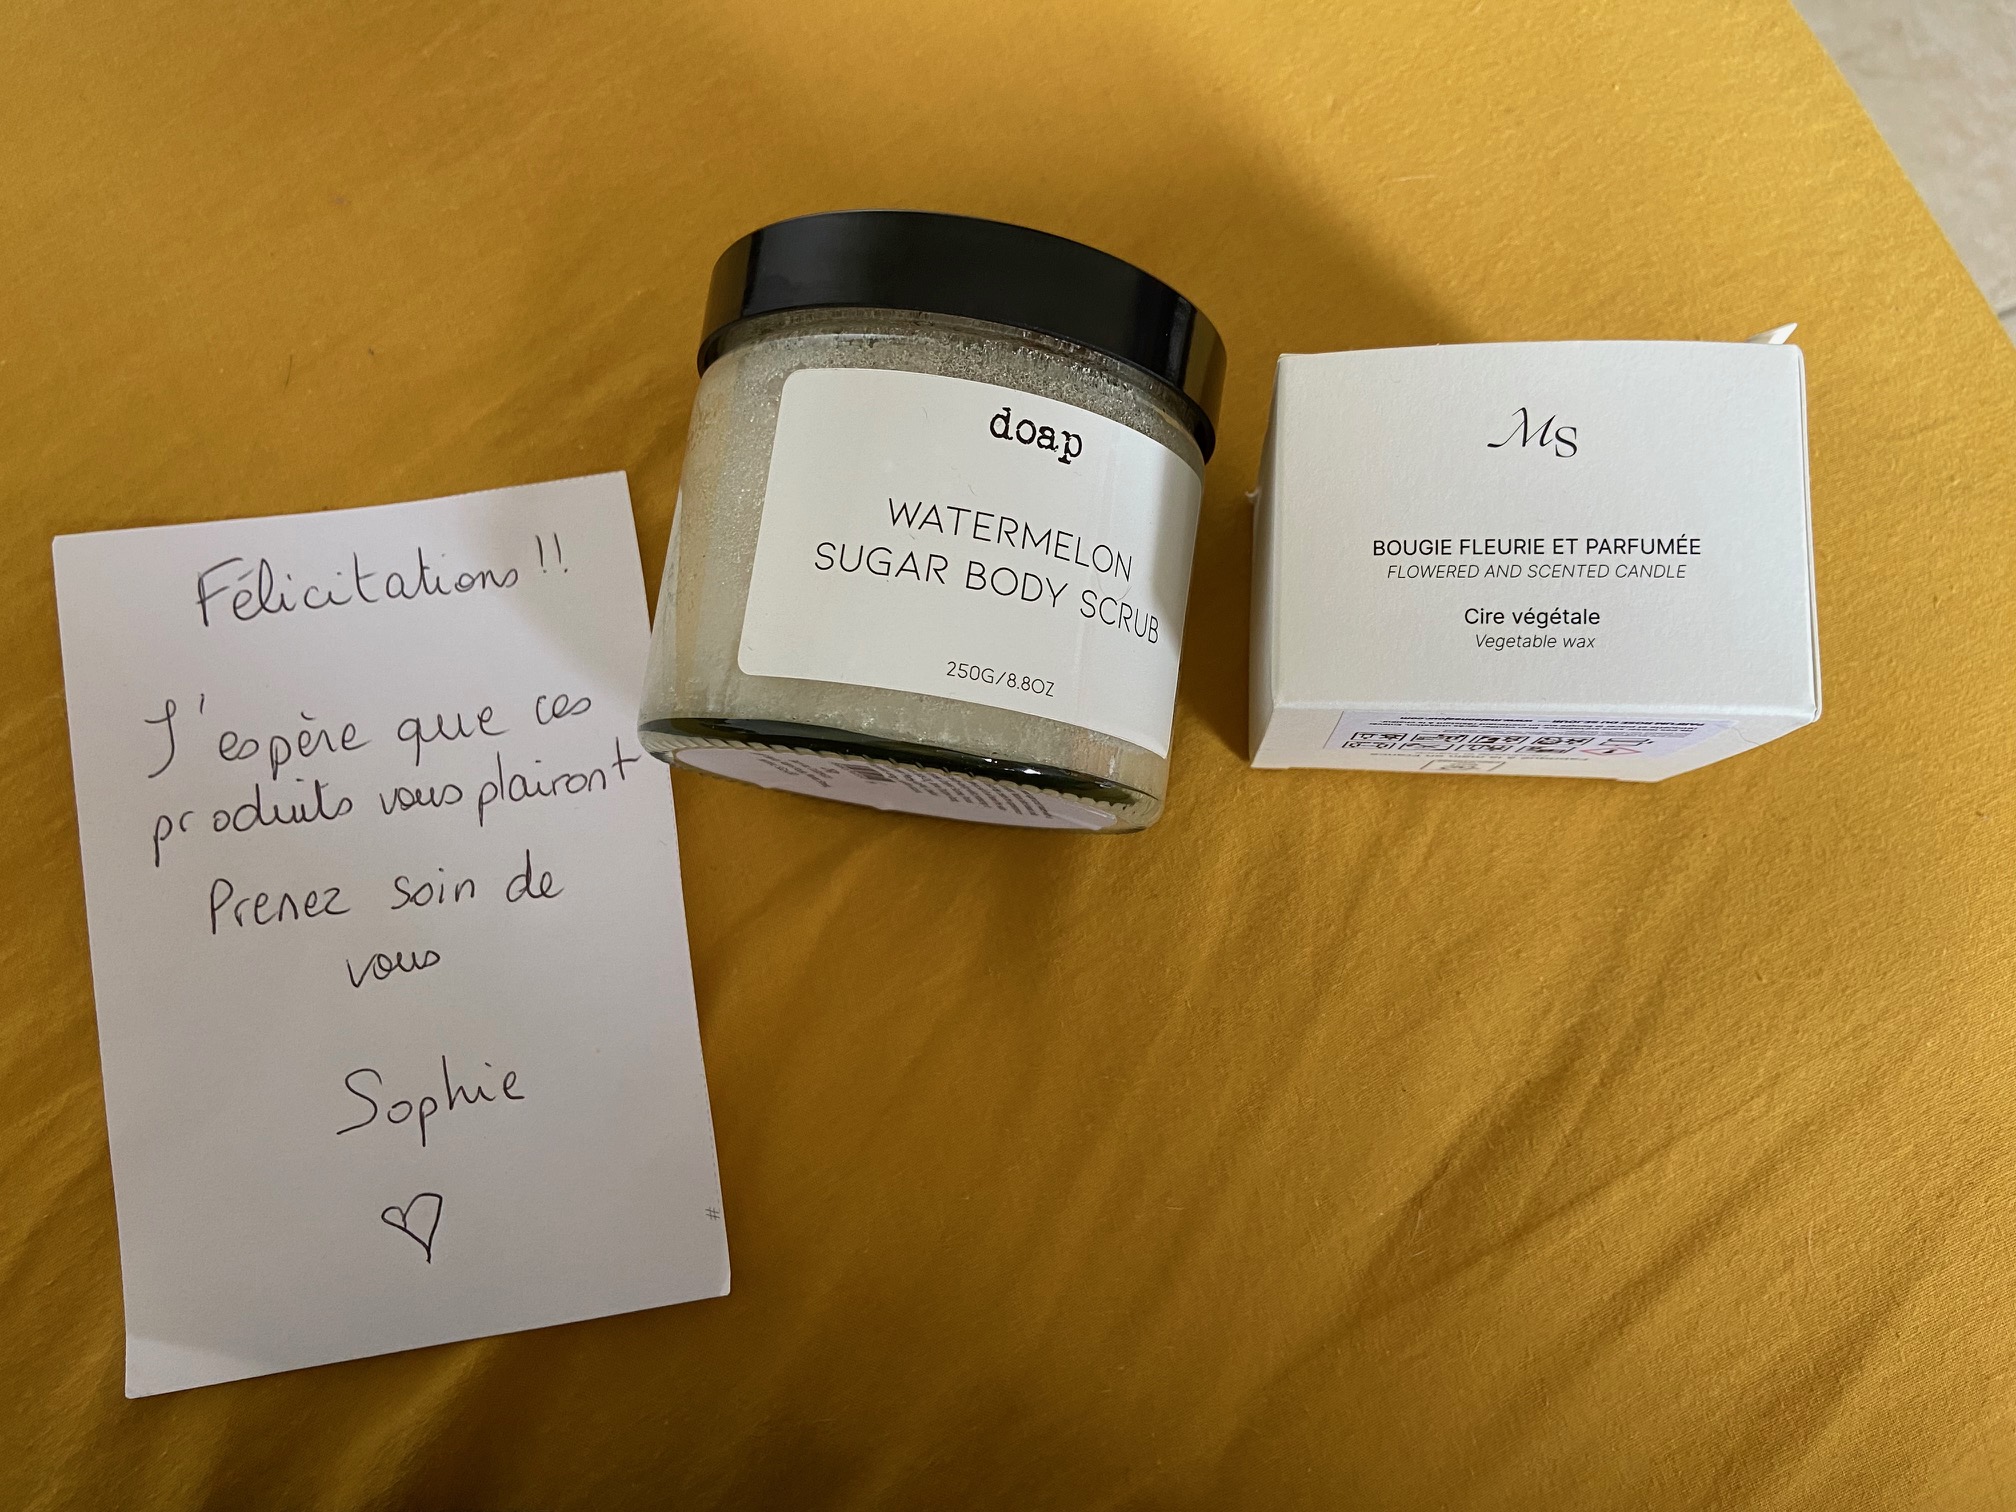 Félicitations !!
J'espère que ces
produits vous plairont
Prenez soin de
vous
Sophie
doap
WATERMELON
SUGAR BODY SCRUB
250G/8.8OZ
MS
BOUGIE FLEURIE ET PARFUMÉE
FLOWERED AND SCENTED CANDLE
Cire végétale
Vegetable wax